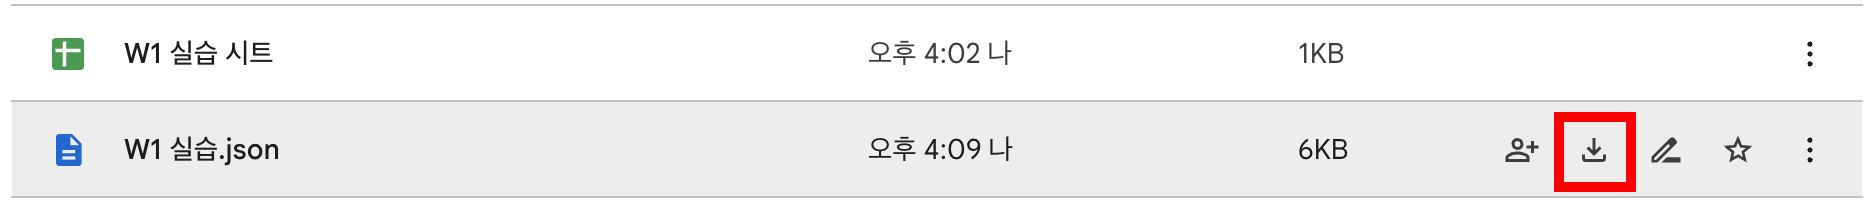 W1 실습 시트 오후 4:02 나 1KB
W1 실습.json 오후 4:09 나 6KB